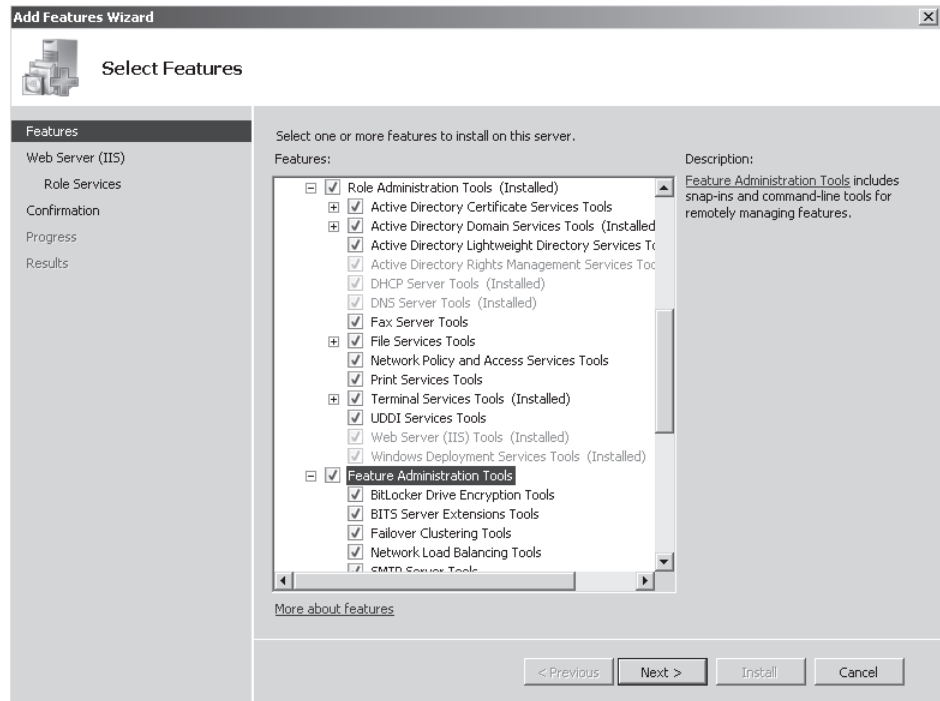 Add Features Wizard
Select Features
Features
Web Server (IIS)
Role Services
Confirmation
Progress
Results
Select one or more features to install on this server.
Features:
Role Administration Tools (Installed)
Active Directory Certificate Services Tools
Active Directory Domain Services Tools (Installed
Active Directory Lightweight Directory Services To
Active Directory Rights Management Services Too
DHCP Server Tools (Installed)
DNS Server Tools (Installed)
Fax Server Tools
File Services Tools
Network Policy and Access Services Tools
Print Services Tools
Terminal Services Tools (Installed)
UDDI Services Tools
Web Server (IIS) Tools (Installed)
Windows Deployment Services Tools (Installed)
Feature Administration Tools
BitLocker Drive Encryption Tools
BITS Server Extensions Tools
Failover Clustering Tools
Network Load Balancing Tools
SMTP Server Tools
More about features
Description:
Feature Administration Tools includes
snap-ins and command-line tools for
remotely managing features.
< Previous
Next >
Install
Cancel